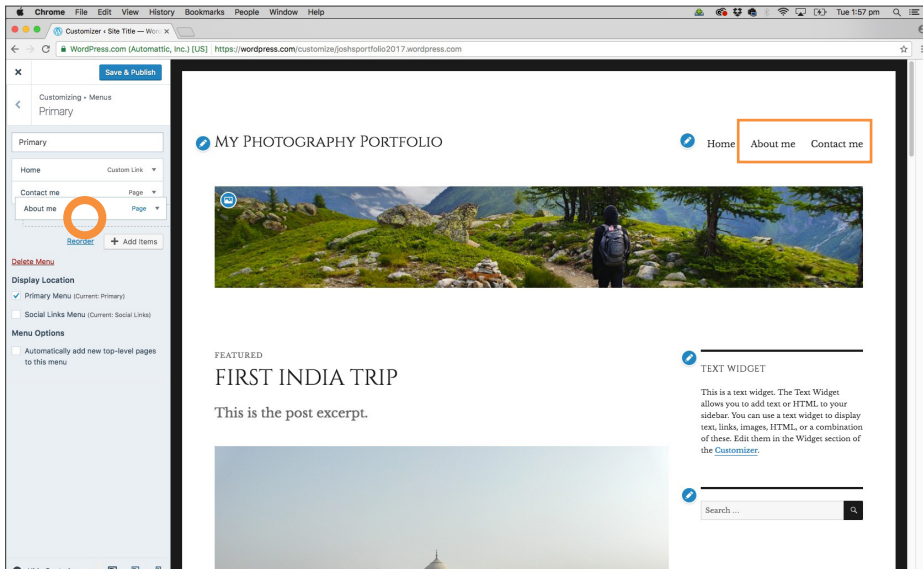 Chrome File Edit View History Bookmarks People Window Help
Tue 1:57 pm
Customizer ‹ Site Title — Word
WordPress.com (Automattic, Inc.) [US] https://wordpress.com/customize/joshsportfolio2017.wordpress.com
Save & Publish
Customizing • Menus
Primary
Primary
Home Custom Link
Contact me Page
About me Page
Reorder + Add Items
Delete Menu
Display Location
Primary Menu (Current: Primary)
Social Links Menu (Current: Social Links)
Menu Options
Automatically add new top-level pages
to this menu
My Photography Portfolio
Home About me Contact me
FEATURED
FIRST INDIA TRIP
This is the post excerpt.
TEXT WIDGET
This is a text widget. The Text Widget
allows you to add text or HTML to your
sidebar. You can use a text widget to display
text, links, images, HTML, or a combination
of these. Edit them in the Widget section of
the Customizer.
Search ...